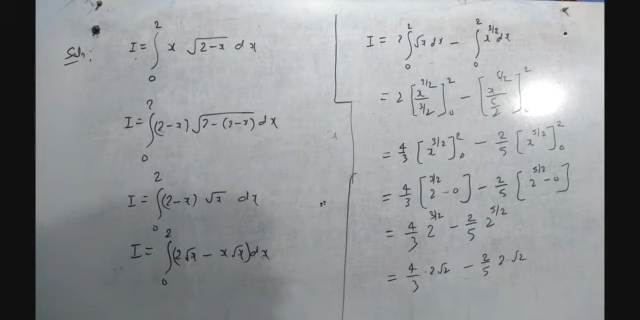 Soln:
I = ∫₀² x √(2-x) dx
I = ∫₀² (2-x) √(2-(2-x)) dx
I = ∫₀² (2-x) √x dx
I = ∫₀² (2√x - x√x) dx
I = 2 ∫₀² √x dx - ∫₀² x^(3/2) dx
= 2 [x^(3/2) / (3/2)]₀² - [x^(5/2) / (5/2)]₀²
= 4/3 [x^(3/2)]₀² - 2/5 [x^(5/2)]₀²
= 4/3 [2^(3/2) - 0] - 2/5 [2^(5/2) - 0]
= 4/3 2^(3/2) - 2/5 2^(5/2)
= 4/3 · 2√2 - 2/5 2·√2